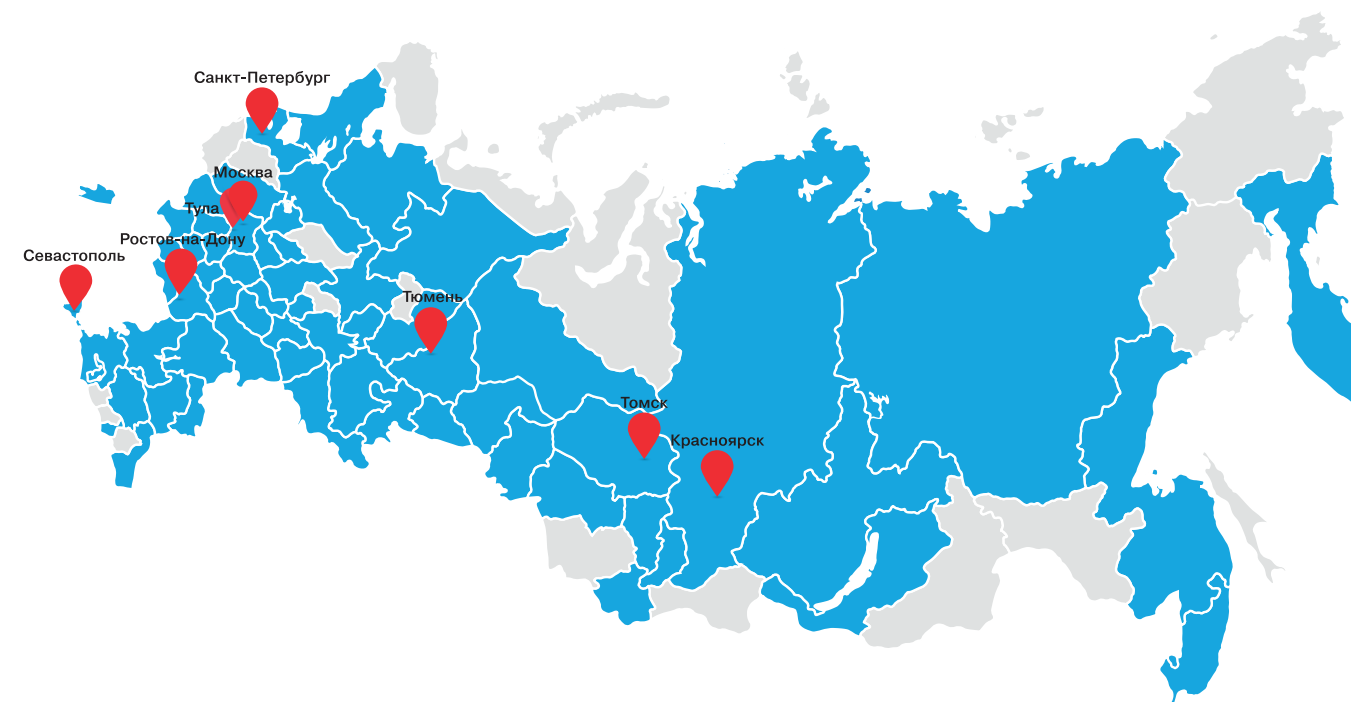 Санкт-Петербург
Москва
Тула
Ростов-на-Дону
Севастополь
Тюмень
Томск
Красноярск